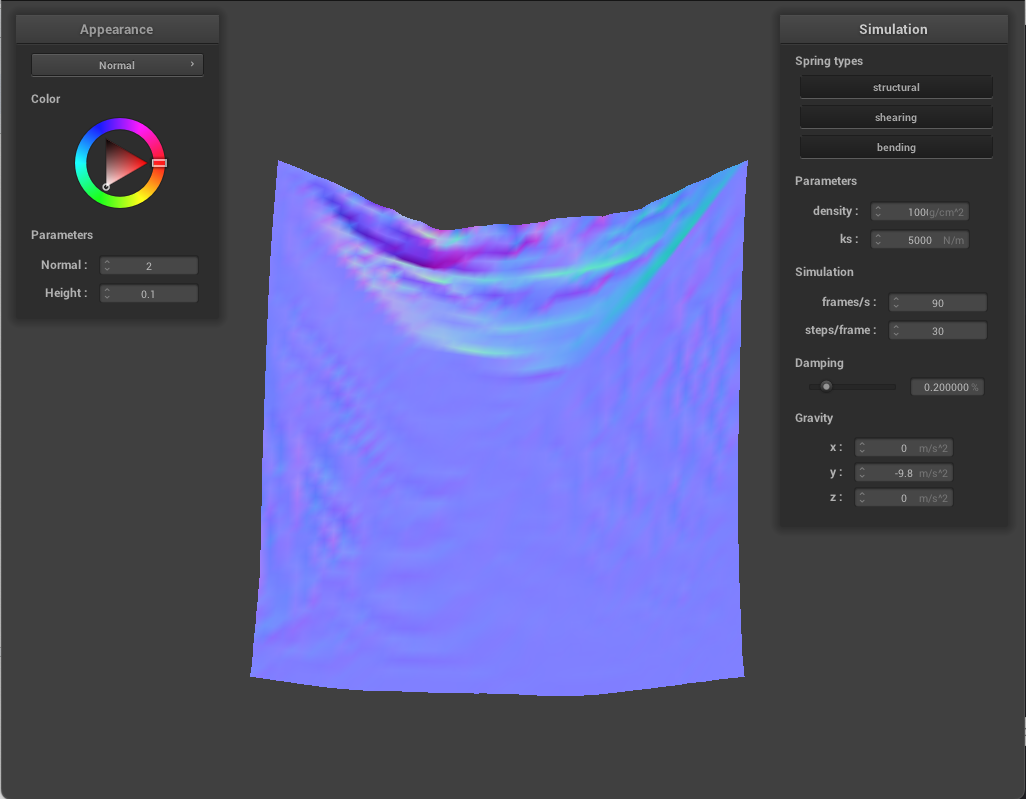 Appearance
Normal
Color
Parameters
Normal :
2
Height :
0.1
Simulation
Spring types
structural
shearing
bending
Parameters
density :
g/cm^2
ks :
5000 N/m
Simulation
frames/s :
90
steps/frame :
30
Damping
0.200000 %
Gravity
x :
0 m/s^2
y :
-9.8 m/s^2
z :
0 m/s^2